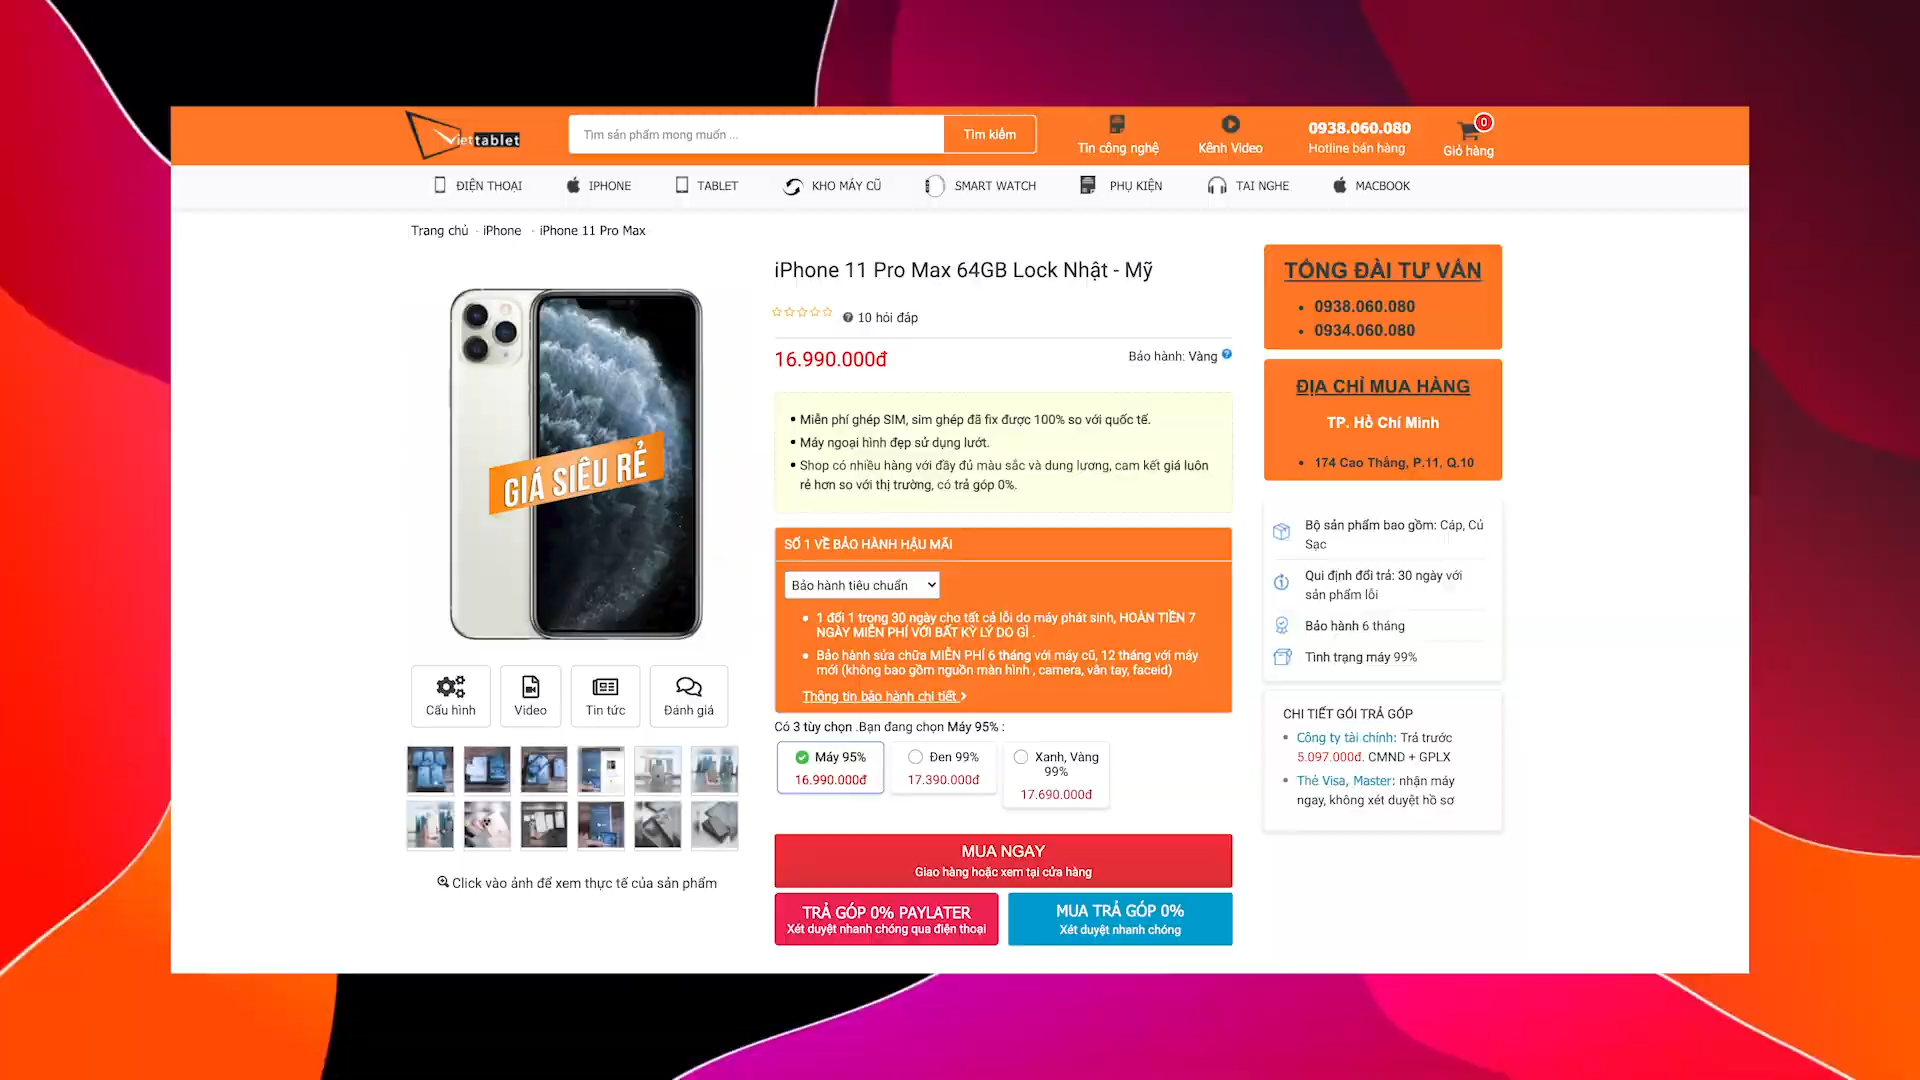 Viettablet
Tìm sản phẩm mong muốn ...
Tìm kiếm
Tin công nghệ
Kênh Video
0938.060.080
Hotline bán hàng
0
Giỏ hàng
ĐIỆN THOẠI
IPHONE
TABLET
KHO MÁY CŨ
SMART WATCH
PHỤ KIỆN
TAI NGHE
MACBOOK
Trang chủ · iPhone · iPhone 11 Pro Max
GIÁ SIÊU RẺ
Cấu hình
Video
Tin tức
Đánh giá
Click vào ảnh để xem thực tế của sản phẩm
iPhone 11 Pro Max 64GB Lock Nhật - Mỹ
10 hỏi đáp
16.990.000đ
Bảo hành: Vàng
• Miễn phí ghép SIM, sim ghép đã fix được 100% so với quốc tế.
• Máy ngoại hình đẹp sử dụng lướt.
• Shop có nhiều hàng với đầy đủ màu sắc và dung lương, cam kết giá luôn
rẻ hơn so với thị trường, có trả góp 0%.
SỐ 1 VỀ BẢO HÀNH HẬU MÃI
Bảo hành tiêu chuẩn
• 1 đổi 1 trong 30 ngày cho tất cả lỗi do máy phát sinh, HOÀN TIỀN 7
NGÀY MIỄN PHÍ VỚI BẤT KỲ LÝ DO GÌ .
• Bảo hành sửa chữa MIỄN PHÍ 6 tháng với máy cũ, 12 tháng với máy
mới (không bao gồm nguồn màn hình , camera, vân tay, faceid)
Thông tin bảo hành chi tiết
Có 3 tùy chọn .Bạn đang chọn Máy 95% :
Máy 95%
16.990.000đ
Đen 99%
17.390.000đ
Xanh, Vàng
99%
17.690.000đ
MUA NGAY
Giao hàng hoặc xem tại cửa hàng
TRẢ GÓP 0% PAYLATER
Xét duyệt nhanh chóng qua điện thoại
MUA TRẢ GÓP 0%
Xét duyệt nhanh chóng
TỔNG ĐÀI TƯ VẤN
• 0938.060.080
• 0934.060.080
ĐỊA CHỈ MUA HÀNG
TP. Hồ Chí Minh
• 174 Cao Thắng, P.11, Q.10
Bộ sản phẩm bao gồm: Cáp, Củ
Sạc
Qui định đổi trả: 30 ngày với
sản phẩm lỗi
Bảo hành 6 tháng
Tình trạng máy 99%
CHI TIẾT GÓI TRẢ GÓP
• Công ty tài chính: Trả trước
5.097.000đ. CMND + GPLX
• Thẻ Visa, Master: nhận máy
ngay, không xét duyệt hồ sơ